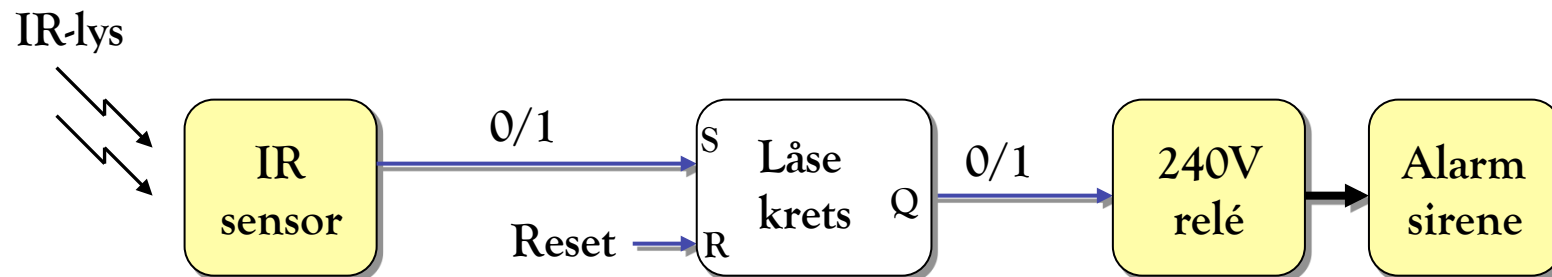 IR-lys
IR
sensor
0/1
S
Reset
R
Låse
krets
Q
0/1
240V
relé
Alarm
sirene